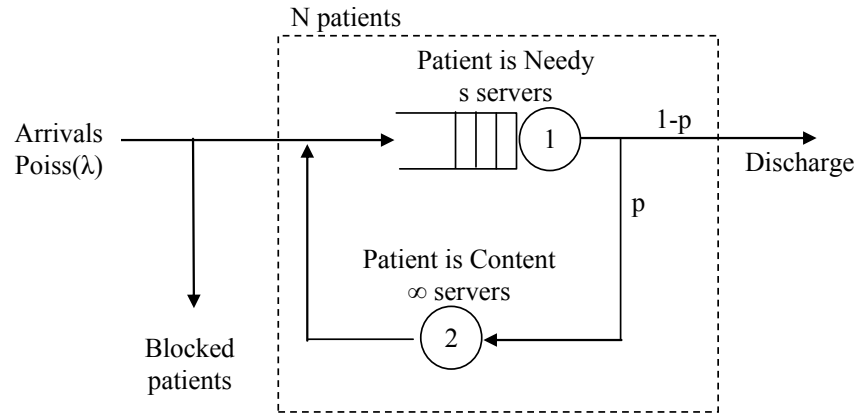 N patients
Patient is Needy
s servers
Arrivals
Poiss(λ)
1
1-p
Discharge
p
Patient is Content
∞ servers
2
Blocked
patients